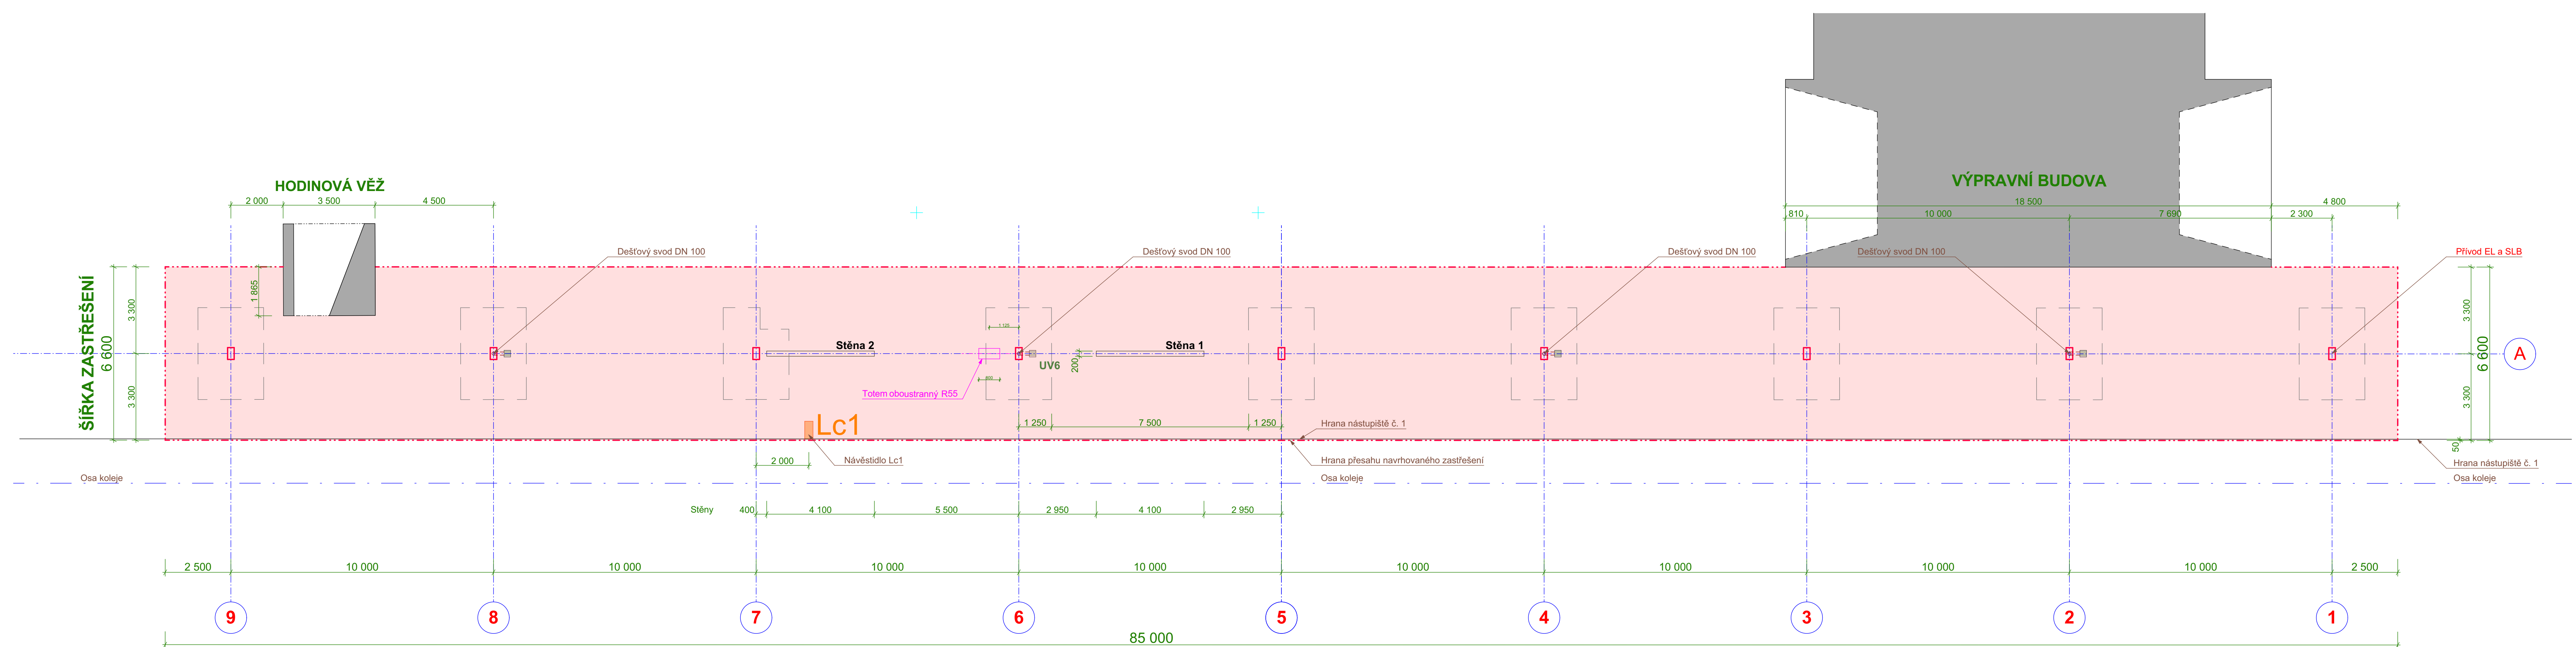 HODINOVÁ VĚŽ
VÝPRAVNÍ BUDOVA
2 000
3 500
4 500
18 500
4 800
810
10 000
7 690
2 300
Dešťový svod DN 100
Dešťový svod DN 100
Dešťový svod DN 100
Dešťový svod DN 100
Přívod EL a SLB
ŠÍŘKA ZASTŘEŠENÍ
6 600
3 300
3 300
1 865
Stěna 2
Stěna 1
1 125
200
UV6
800
Totem oboustranný R55
A
3 300
3 300
6 600
50
Lc1
1 250
7 500
1 250
Hrana nástupiště č. 1
2 000
Návěstidlo Lc1
Hrana přesahu navrhovaného zastřešení
Hrana nástupiště č. 1
Osa koleje
Osa koleje
Osa koleje
Stěny
400
4 100
5 500
2 950
4 100
2 950
2 500
10 000
10 000
10 000
10 000
10 000
10 000
10 000
10 000
2 500
9
8
7
6
5
4
3
2
1
85 000